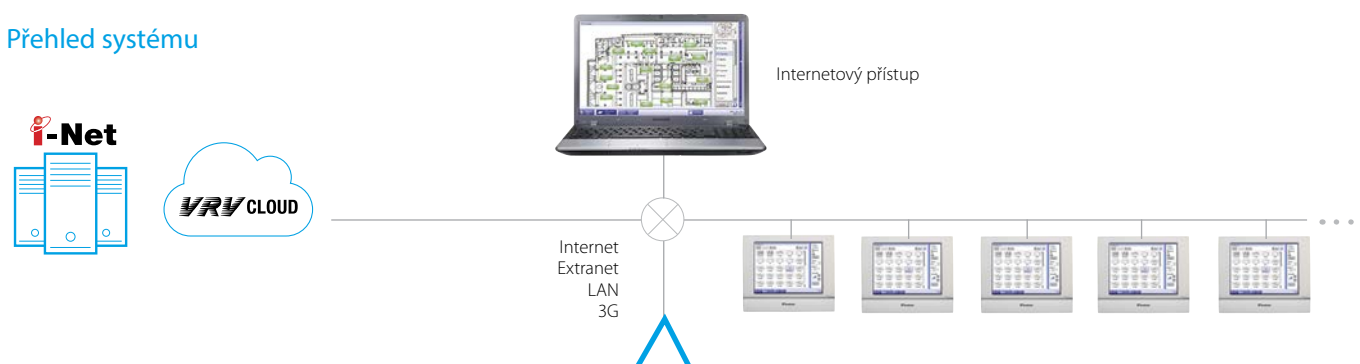 Přehled systému
Internetový přístup
i-Net
VRV CLOUD
Internet
Extranet
LAN
3G